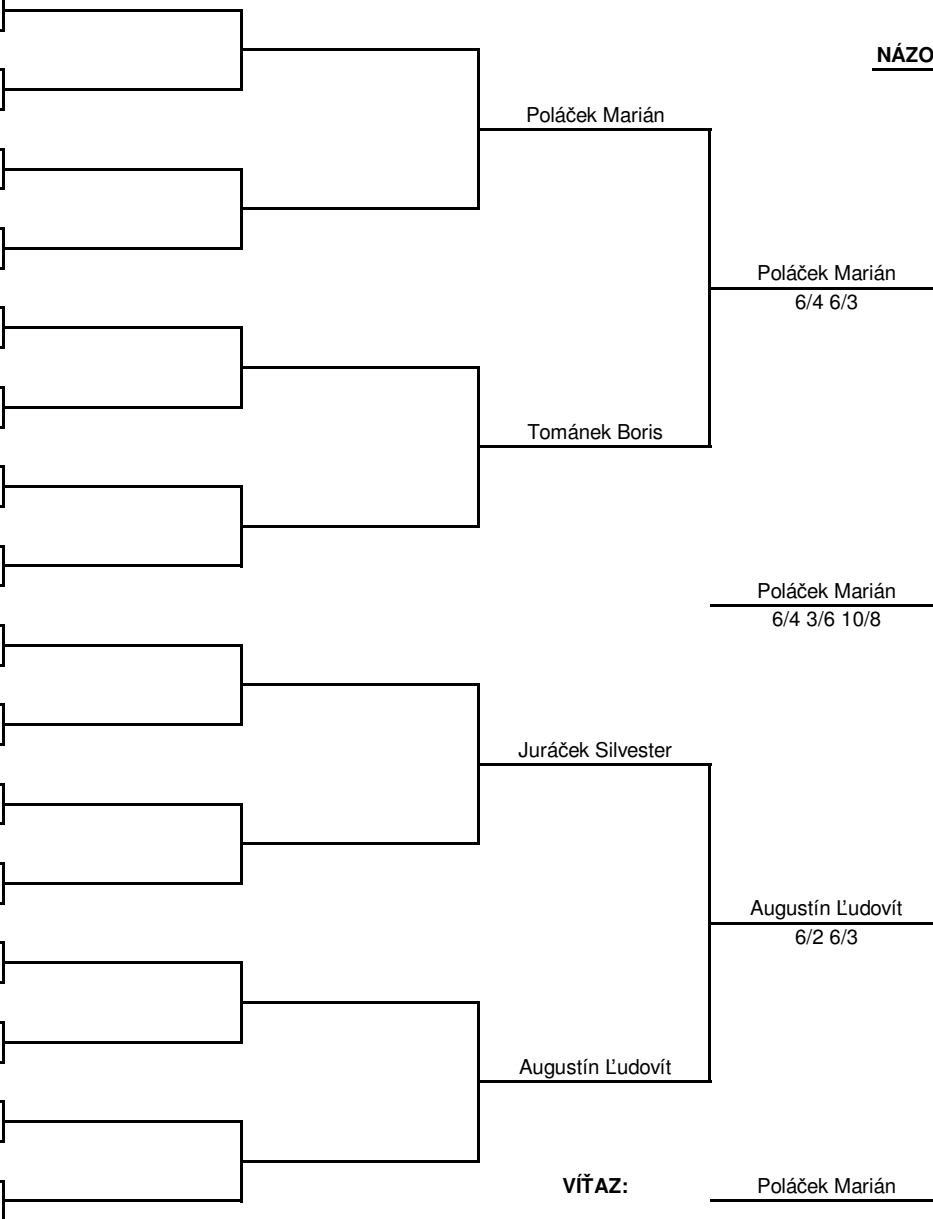 NÁZO
Poláček Marián
Poláček Marián
6/4 6/3
Tománek Boris
Poláček Marián
6/4 3/6 10/8
Juráček Silvester
Augustín Ľudovít
6/2 6/3
Augustín Ľudovít
VÍŤAZ: Poláček Marián